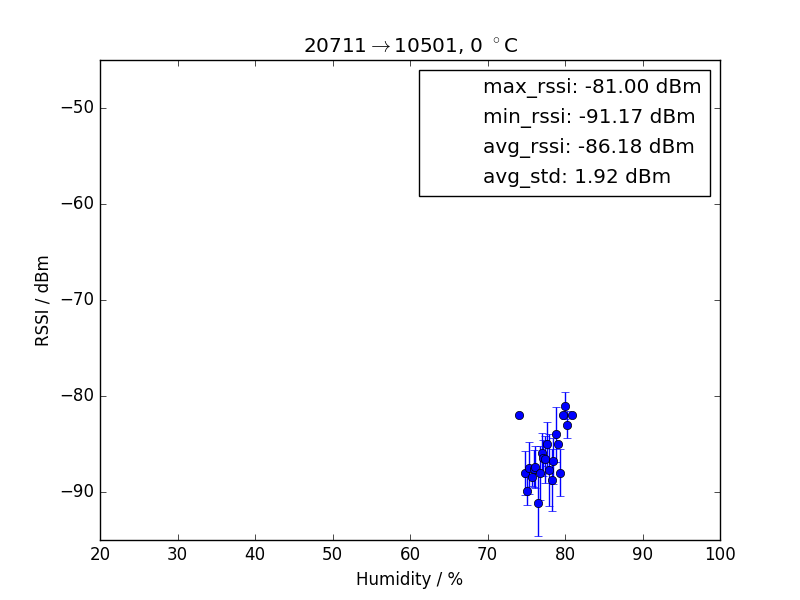 20711→10501, 0 °C
max_rssi: -81.00 dBm
min_rssi: -91.17 dBm
avg_rssi: -86.18 dBm
avg_std: 1.92 dBm
−50
−60
−70
−80
−90
RSSI / dBm
20 30 40 50 60 70 80 90 100
Humidity / %